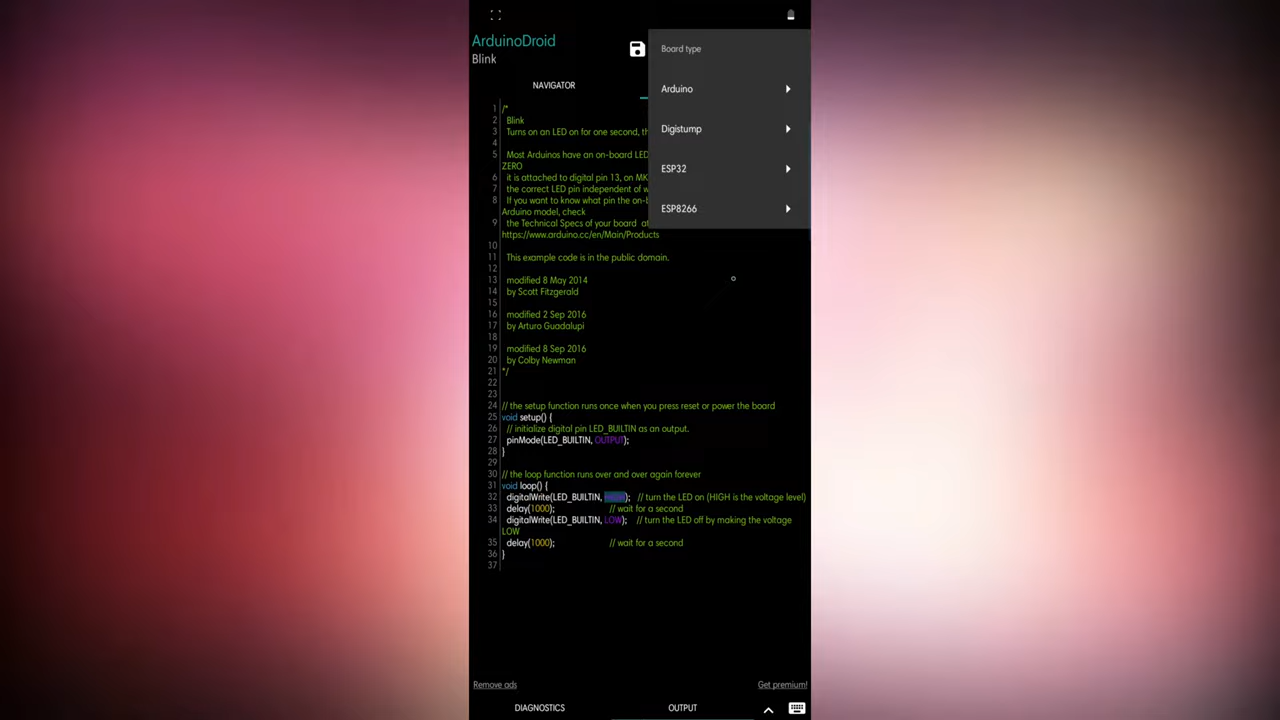 ArduinoDroid
Blink
Board type
Arduino
Digistump
ESP32
ESP8266
NAVIGATOR
1 /*
2 Blink
3 Turns on an LED on for one second, th
4
5 Most Arduinos have an on-board LED
ZERO
6 it is attached to digital pin 13, on MK
7 the correct LED pin independent of w
8 If you want to know what pin the on-b
Arduino model, check
9 the Technical Specs of your board at
https://www.arduino.cc/en/Main/Products
10
11 This example code is in the public domain.
12
13 modified 8 May 2014
14 by Scott Fitzgerald
15
16 modified 2 Sep 2016
17 by Arturo Guadalupi
18
19 modified 8 Sep 2016
20 by Colby Newman
21 */
22
23
24 // the setup function runs once when you press reset or power the board
25 void setup() {
26 // initialize digital pin LED_BUILTIN as an output.
27 pinMode(LED_BUILTIN, OUTPUT);
28 }
29
30 // the loop function runs over and over again forever
31 void loop() {
32 digitalWrite(LED_BUILTIN, HIGH); // turn the LED on (HIGH is the voltage level)
33 delay(1000); // wait for a second
34 digitalWrite(LED_BUILTIN, LOW); // turn the LED off by making the voltage
LOW
35 delay(1000); // wait for a second
36 }
37
Remove ads
Get premium!
DIAGNOSTICS
OUTPUT